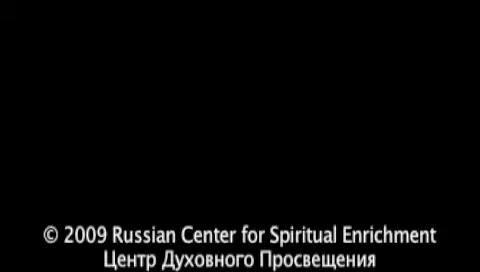 © 2009 Russian Center for Spiritual Enrichment
Центр Духовного Просвещения